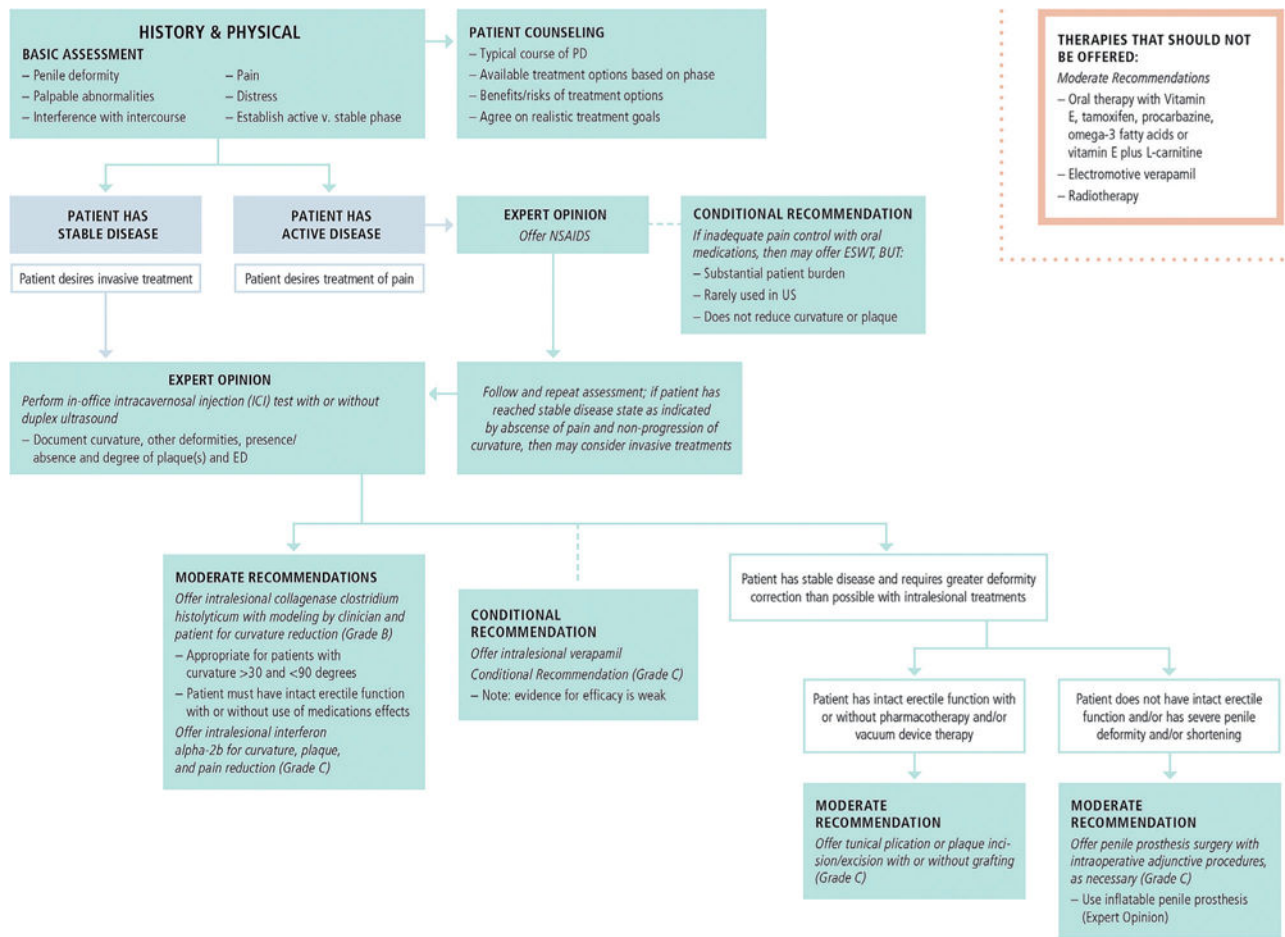 HISTORY & PHYSICAL
BASIC ASSESSMENT
– Penile deformity
– Palpable abnormalities
– Interference with intercourse
– Pain
– Distress
– Establish active v. stable phase
PATIENT COUNSELING
– Typical course of PD
– Available treatment options based on phase
– Benefits/risks of treatment options
– Agree on realistic treatment goals
THERAPIES THAT SHOULD NOT
BE OFFERED:
Moderate Recommendations
– Oral therapy with Vitamin
E, tamoxifen, procarbazine,
omega-3 fatty acids or
vitamin E plus L-carnitine
– Electromotive verapamil
– Radiotherapy
PATIENT HAS
STABLE DISEASE
PATIENT HAS
ACTIVE DISEASE
EXPERT OPINION
Offer NSAIDS
CONDITIONAL RECOMMENDATION
If inadequate pain control with oral
medications, then may offer ESWT, BUT:
– Substantial patient burden
– Rarely used in US
– Does not reduce curvature or plaque
Patient desires invasive treatment
Patient desires treatment of pain
EXPERT OPINION
Perform in-office intracavernosal injection (ICI) test with or without
duplex ultrasound
– Document curvature, other deformities, presence/
absence and degree of plaque(s) and ED
Follow and repeat assessment; if patient has
reached stable disease state as indicated
by abscense of pain and non-progression of
curvature, then may consider invasive treatments
MODERATE RECOMMENDATIONS
Offer intralesional collagenase clostridium
histolyticum with modeling by clinician and
patient for curvature reduction (Grade B)
– Appropriate for patients with
curvature >30 and <90 degrees
– Patient must have intact erectile function
with or without use of medications effects
Offer intralesional interferon
alpha-2b for curvature, plaque,
and pain reduction (Grade C)
CONDITIONAL
RECOMMENDATION
Offer intralesional verapamil
Conditional Recommendation (Grade C)
– Note: evidence for efficacy is weak
Patient has stable disease and requires greater deformity
correction than possible with intralesional treatments
Patient has intact erectile function with
or without pharmacotherapy and/or
vacuum device therapy
Patient does not have intact erectile
function and/or has severe penile
deformity and/or shortening
MODERATE
RECOMMENDATION
Offer tunical plication or plaque inci-
sion/excision with or without grafting
(Grade C)
MODERATE
RECOMMENDATION
Offer penile prosthesis surgery with
intraoperative adjunctive procedures,
as necessary (Grade C)
– Use inflatable penile prosthesis
(Expert Opinion)